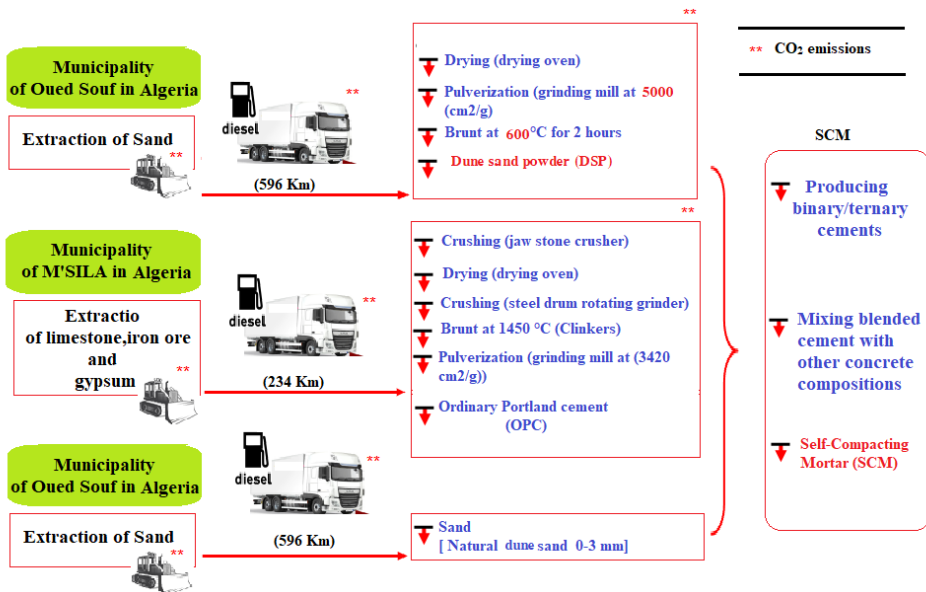 **
** CO₂ emissions
Municipality
of Oued Souf in Algeria
Extraction of Sand
**
diesel
**
(596 Km)
Drying (drying oven)
Pulverization (grinding mill at 5000
(cm2/g)
Brunt at 600°C for 2 hours
Dune sand powder (DSP)
**
Municipality
of M'SILA in Algeria
Extractio
of limestone,iron ore
and
gypsum
**
diesel
**
(234 Km)
Crushing (jaw stone crusher)
Drying (drying oven)
Crushing (steel drum rotating grinder)
Brunt at 1450 °C (Clinkers)
Pulverization (grinding mill at (3420
cm2/g))
Ordinary Portland cement
(OPC)
Municipality
of Oued Souf in Algeria
Extraction of Sand
**
diesel
**
(596 Km)
Sand
[ Natural dune sand 0-3 mm]
SCM
Producing
binary/ternary
cements
Mixing blended
cement with
other concrete
compositions
Self-Compacting
Mortar (SCM)